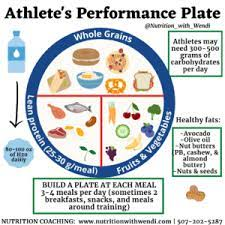 Athlete's Performance Plate
@Nutrition_with_Wendi
Whole Grains
Athletes may
need 300-500
grams of
carbohydrates
per day
Lean protein (25-30 g/meal)
Fruits & Vegetables
80-100
oz of H20
daily
Healthy fats:
-Avocado
-Olive oil
-Nut butters
(PB, cashew, &
almond
butter)
-Nuts & seeds
BUILD A PLATE AT EACH MEAL
3-4 meals per day (sometimes 2
breakfasts, snacks, and meals
around training)
NUTRITION COACHING: www.nutritionwithwendi.com | 507-202-5287